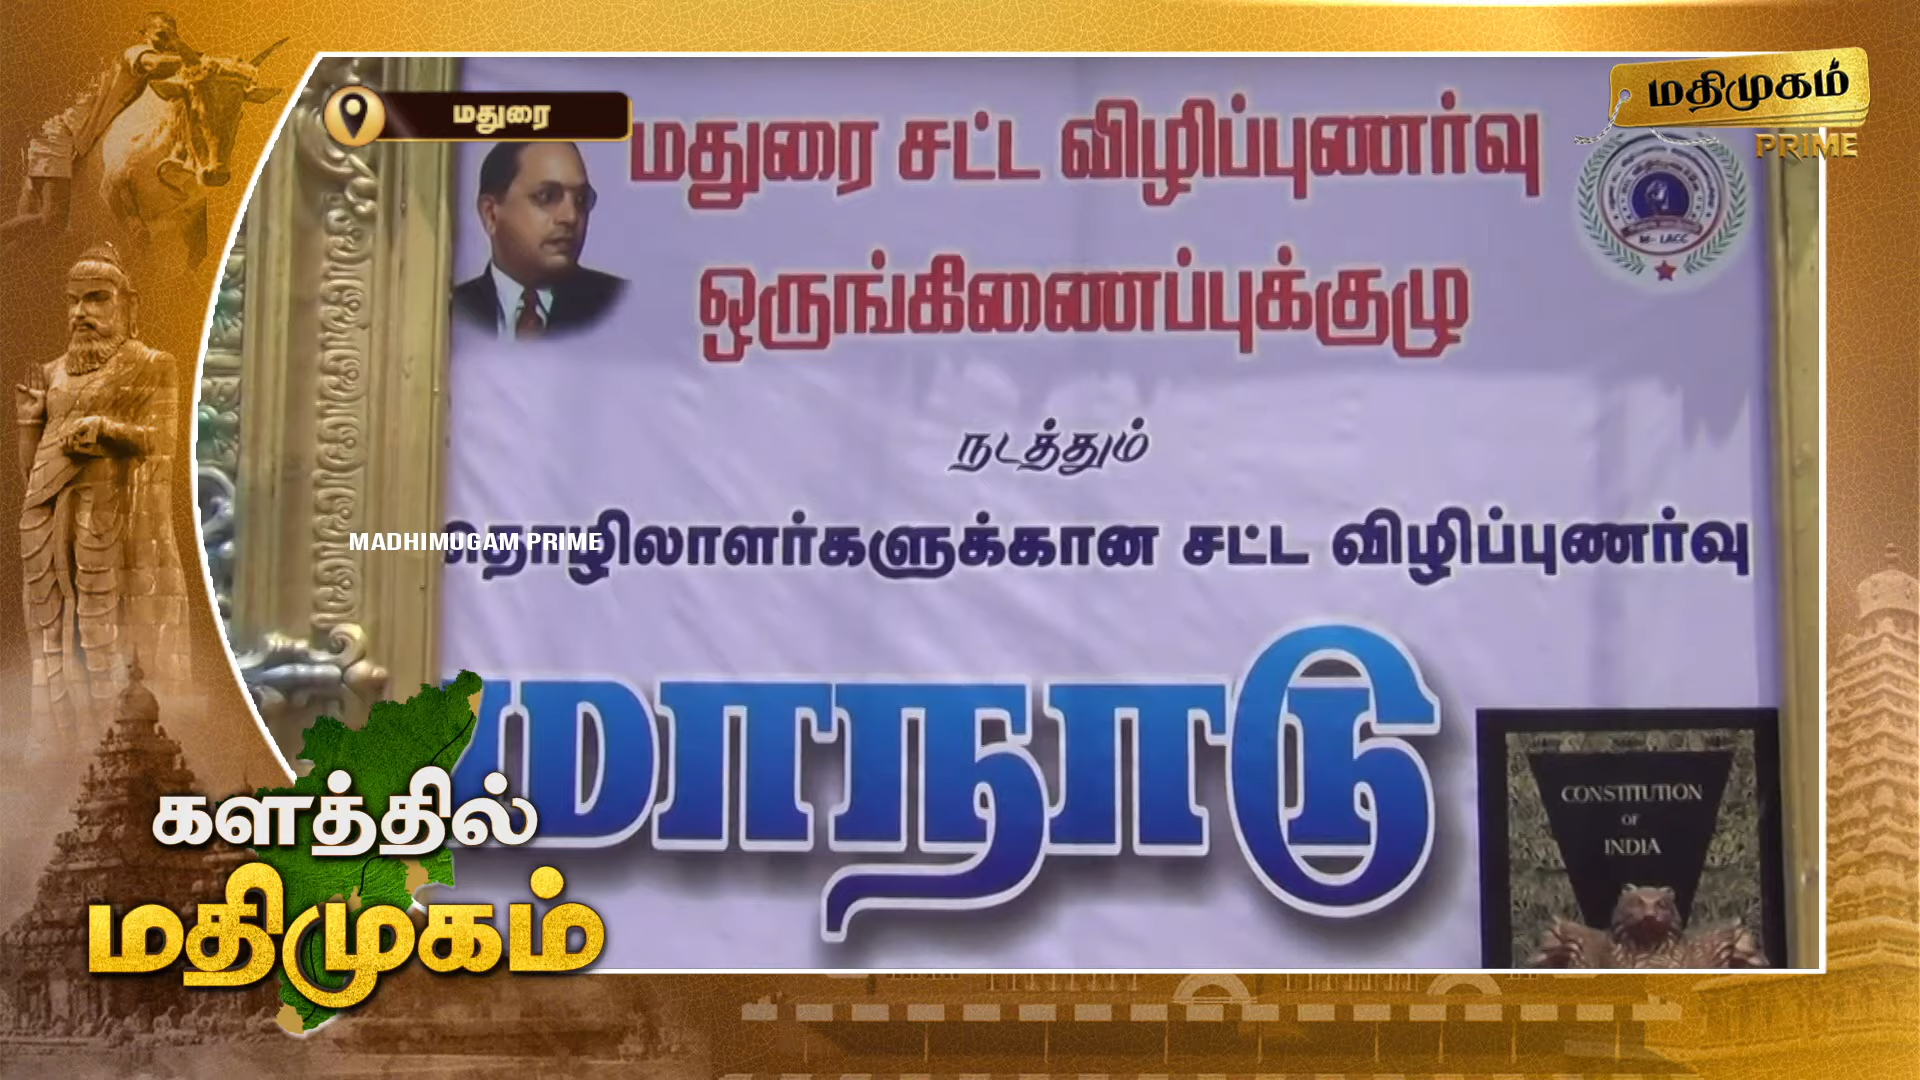 மதுரை
மதிமுகம்
PRIME
மதுரை சட்ட விழிப்புணர்வு
ஒருங்கிணைப்புக்குழு
M-LACC
நடத்தும்
MADHIMUGAM PRIME
தொழிலாளர்களுக்கான சட்ட விழிப்புணர்வு
மாநாடு
CONSTITUTION
OF
INDIA
களத்தில்
மதிமுகம்